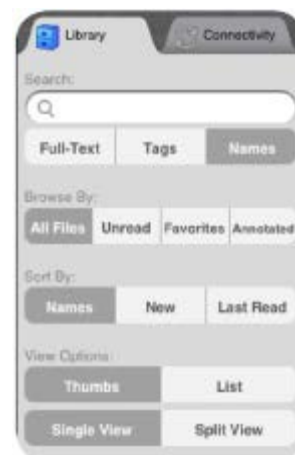 Library Connectivity
Search:
Full-Text Tags Names
Browse By:
All Files Unread Favorites Annotated
Sort By:
Names New Last Read
View Options:
Thumbs List
Single View Split View